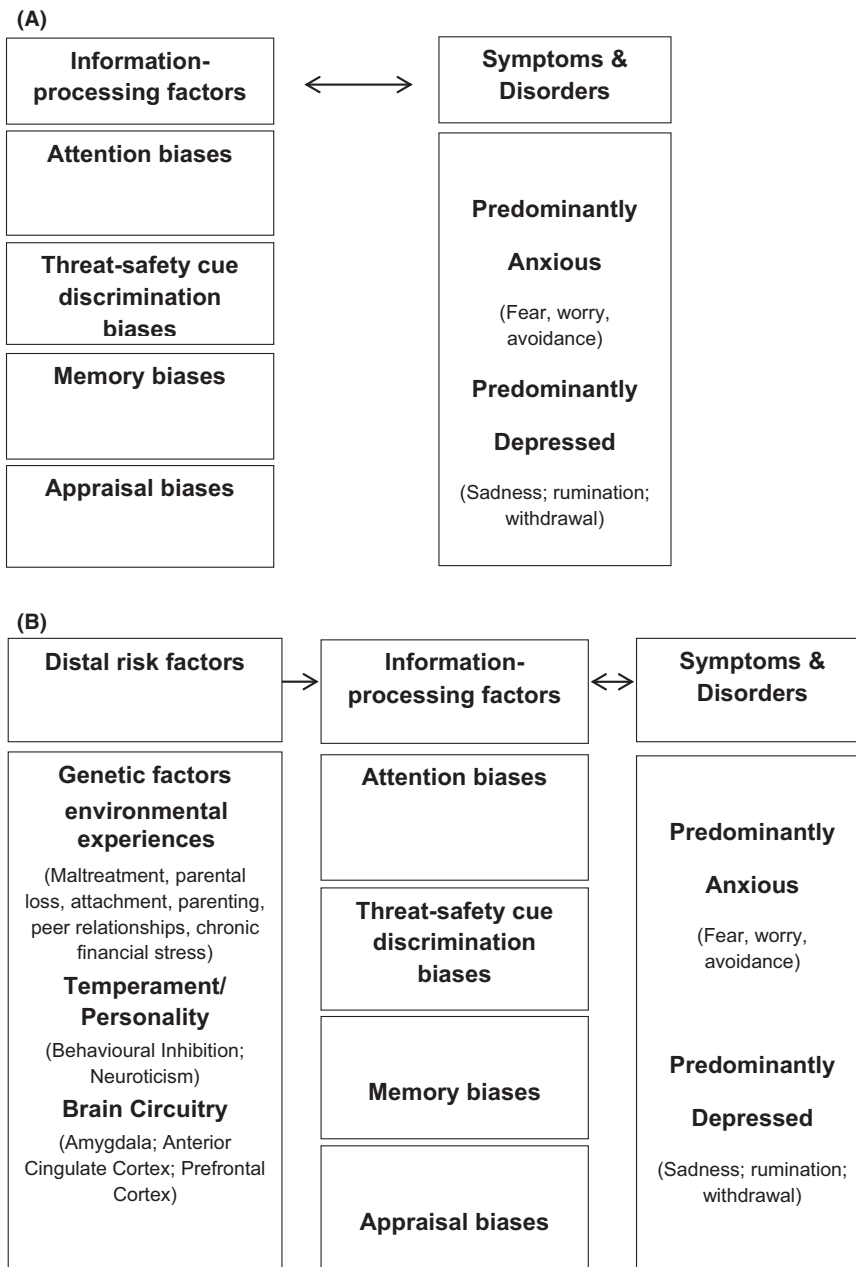 (A)
Information-
processing factors
Symptoms &
Disorders
Attention biases
Threat-safety cue
discrimination
biases
Memory biases
Appraisal biases
Predominantly
Anxious
(Fear, worry,
avoidance)
Predominantly
Depressed
(Sadness; rumination;
withdrawal)
(B)
Distal risk factors
Information-
processing factors
Symptoms &
Disorders
Genetic factors
environmental
experiences
(Maltreatment, parental
loss, attachment, parenting,
peer relationships, chronic
financial stress)
Temperament/
Personality
(Behavioural Inhibition;
Neuroticism)
Brain Circuitry
(Amygdala; Anterior
Cingulate Cortex; Prefrontal
Cortex)
Attention biases
Threat-safety cue
discrimination
biases
Memory biases
Appraisal biases
Predominantly
Anxious
(Fear, worry,
avoidance)
Predominantly
Depressed
(Sadness; rumination;
withdrawal)